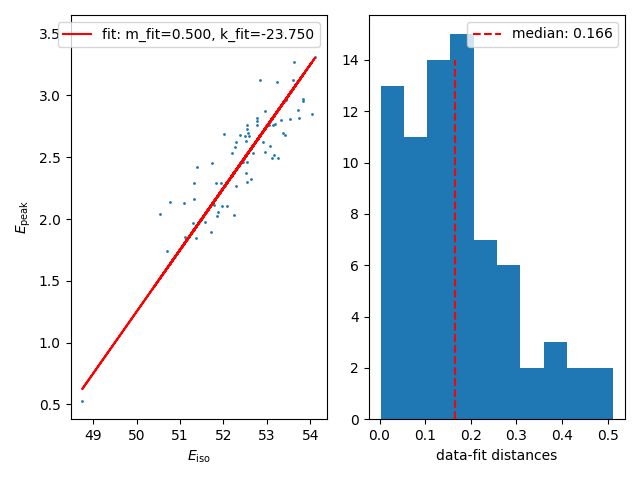 fit: m_fit=0.500, k_fit=-23.750
3.5
3.0
2.5
2.0
1.5
1.0
0.5
E_peak
49 50 51 52 53 54
E_iso
median: 0.166
14
12
10
8
6
4
2
0
0.0 0.1 0.2 0.3 0.4 0.5
data-fit distances